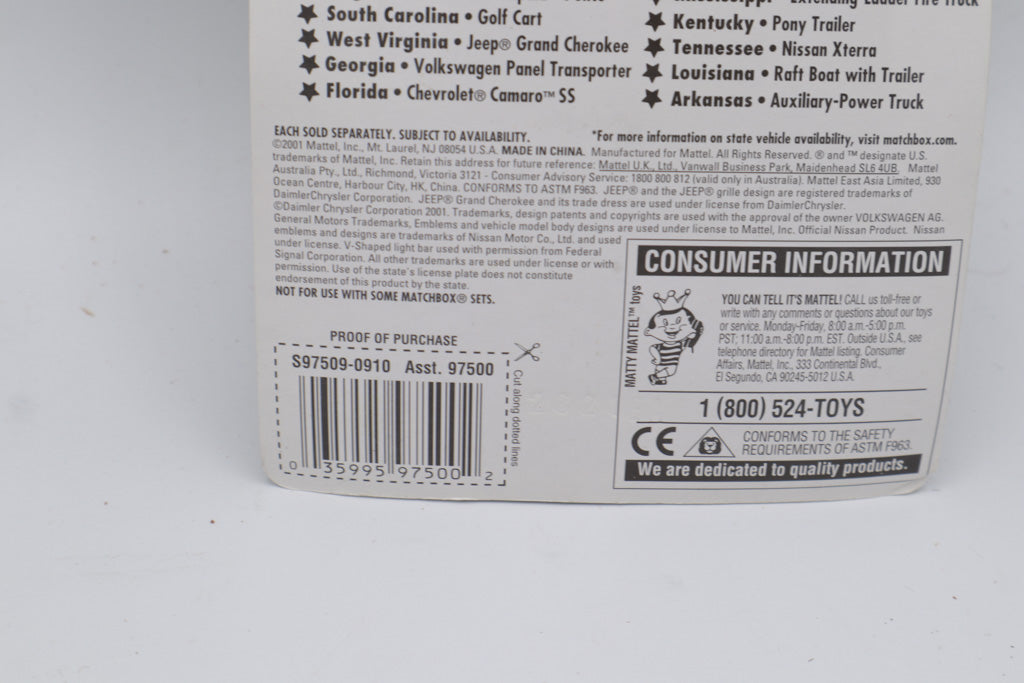 ★ South Carolina • Golf Cart
★ West Virginia • Jeep® Grand Cherokee
★ Georgia • Volkswagen Panel Transporter
★ Florida • Chevrolet® Camaro™ SS
Extending Ladder Fire Truck
★ Kentucky • Pony Trailer
★ Tennessee • Nissan Xterra
★ Louisiana • Raft Boat with Trailer
★ Arkansas • Auxiliary-Power Truck
EACH SOLD SEPARATELY. SUBJECT TO AVAILABILITY. *For more information on state vehicle availability, visit matchbox.com.
©2001 Mattel, Inc., Mt. Laurel, NJ 08054 U.S.A. MADE IN CHINA. Manufactured for Mattel. All Rights Reserved. ® and ™ designate U.S.
trademarks of Mattel, Inc. Retain this address for future reference: Mattel U.K., Ltd., Vanwall Business Park, Maidenhead SL6 4UB. Mattel
Australia Pty., Ltd., Richmond, Victoria 3121 - Consumer Advisory Service: 1800 800 812 (valid only in Australia). Mattel East Asia Limited, 930
Ocean Centre, Harbour City, HK, China. CONFORMS TO ASTM F963. JEEP® and the JEEP® grille design are registered trademarks of
DaimlerChrysler Corporation. JEEP® Grand Cherokee and its trade dress are used under license from DaimlerChrysler.
©Daimler Chrysler Corporation 2001. Trademarks, design patents and copyrights are used with the approval of the owner VOLKSWAGEN AG.
General Motors Trademarks, Emblems and vehicle model body designs are used under license to Mattel, Inc. Official Nissan Product. Nissan
emblems and designs are trademarks of Nissan Motor Co., Ltd. and used
under license. V-Shaped light bar used with permission from Federal
Signal Corporation. All other trademarks are used under license or with
permission. Use of the state's license plate does not constitute
endorsement of this product by the state.
NOT FOR USE WITH SOME MATCHBOX® SETS.
PROOF OF PURCHASE
S97509-0910 Asst. 97500
0 35995 97500 2
Cut along dotted lines
CONSUMER INFORMATION
MATTY MATTEL™ toys
YOU CAN TELL IT'S MATTEL! CALL us toll-free or
write with any comments or questions about our toys
or service. Monday-Friday, 8:00 a.m.-5:00 p.m.
PST; 11:00 a.m.-8:00 p.m. EST. Outside U.S.A., see
telephone directory for Mattel listing. Consumer
Affairs, Mattel, Inc., 333 Continental Blvd.,
El Segundo, CA 90245-5012 U.S.A.
1 (800) 524-TOYS
CE
CONFORMS TO THE SAFETY
REQUIREMENTS OF ASTM F963.
We are dedicated to quality products.